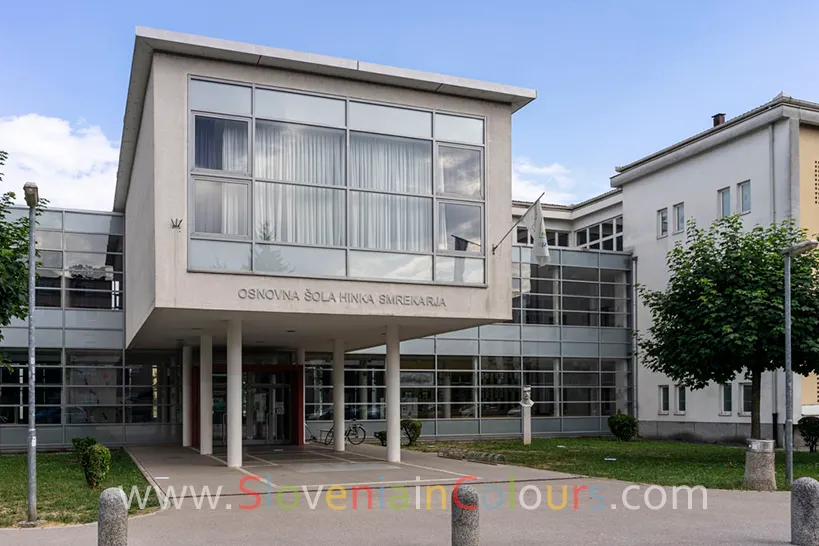 OSNOVNA ŠOLA HINKA SMREKARJA
www.SloveniainColours.com